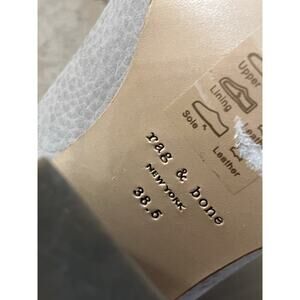 rag & bone
NEW YORK
38.5
Upper
Lining
Sole
Leather